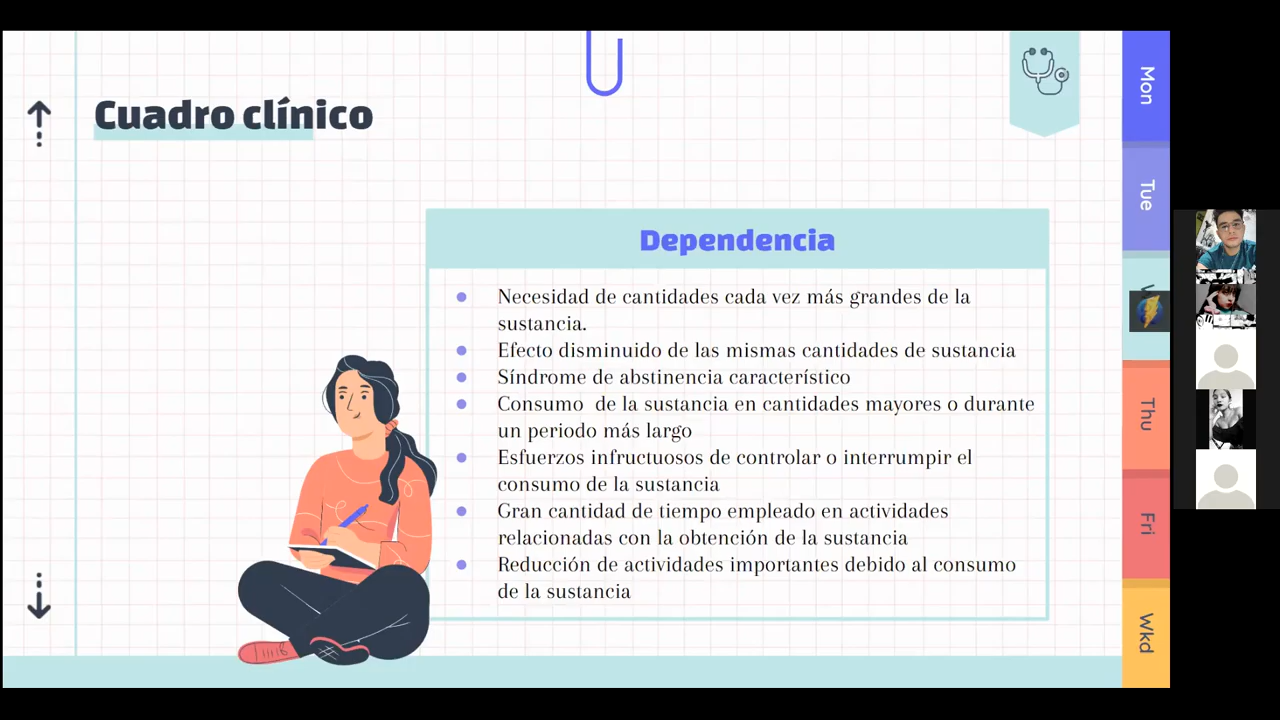 Cuadro clínico
Dependencia
Necesidad de cantidades cada vez más grandes de la
sustancia.
Efecto disminuido de las mismas cantidades de sustancia
Síndrome de abstinencia característico
Consumo  de la sustancia en cantidades mayores o durante
un periodo más largo
Esfuerzos infructuosos de controlar o interrumpir el
consumo de la sustancia
Gran cantidad de tiempo empleado en actividades
relacionadas con la obtención de la sustancia
Reducción de actividades importantes debido al consumo
de la sustancia
Mon
Tue
Thu
Fri
Wkd